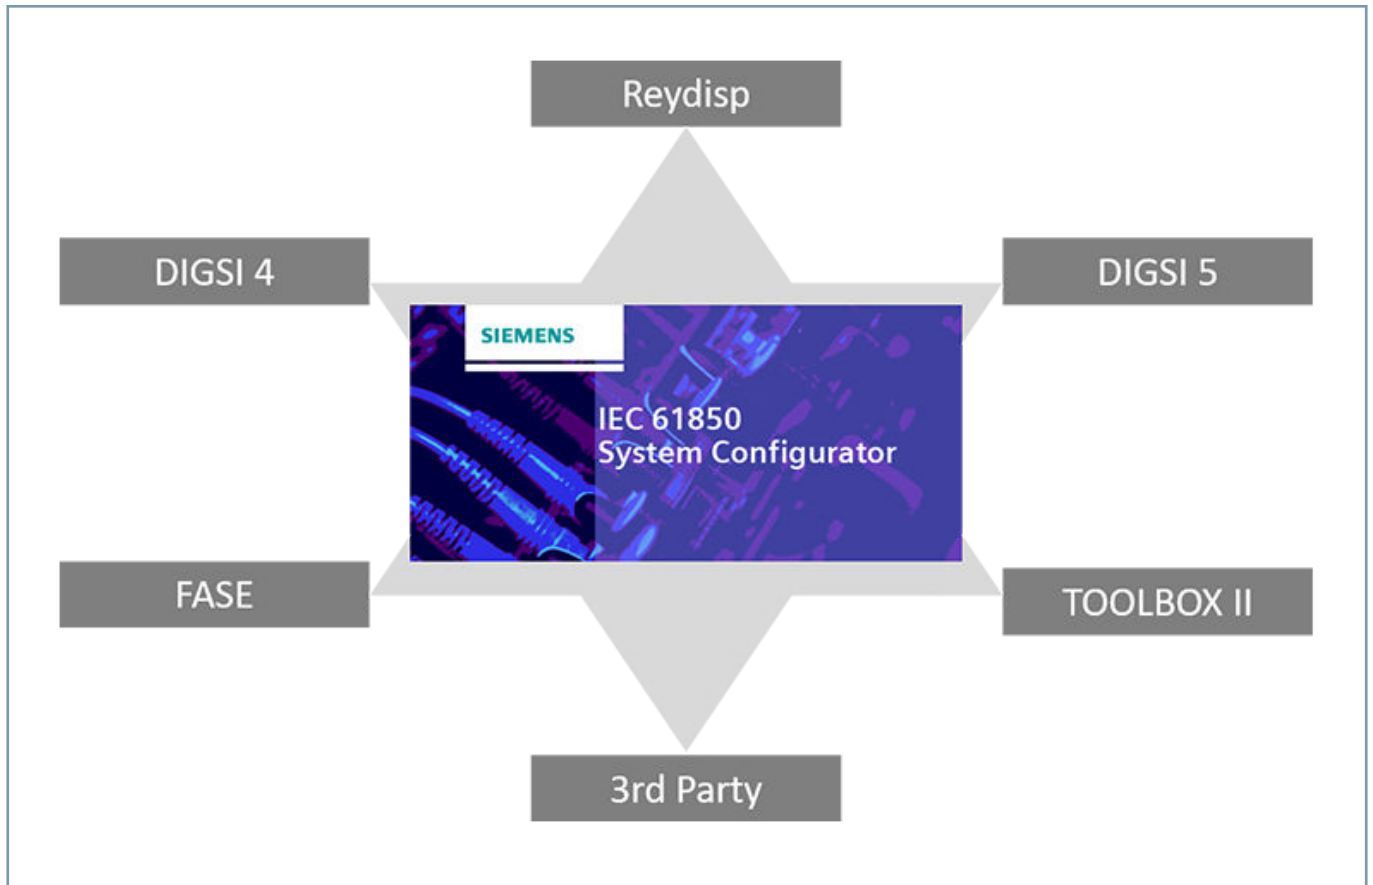 Reydisp
DIGSI 4
DIGSI 5
SIEMENS
IEC 61850
System Configurator
FASE
TOOLBOX II
3rd Party